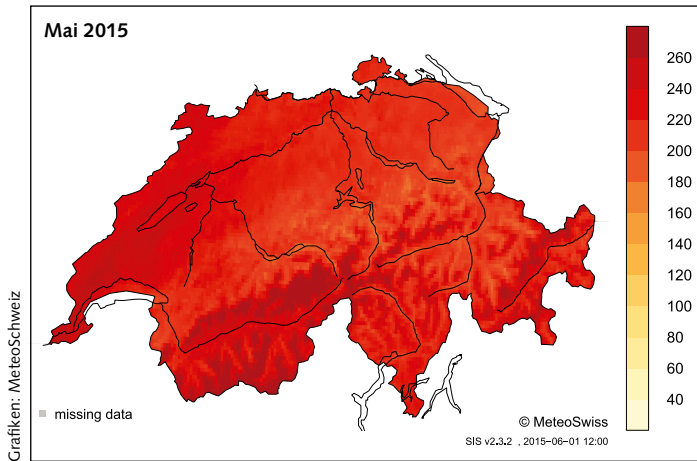 Mai 2015
260
240
220
200
180
160
140
120
100
80
60
40
missing data
© MeteoSwiss
SIS v2.3.2 , 2015-06-01 12:00
Grafiken: MeteoSchweiz